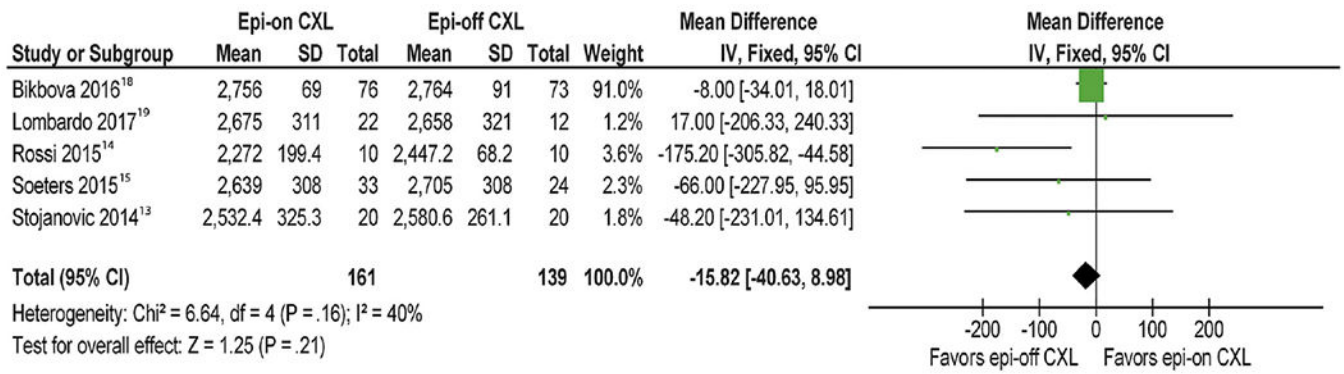 Epi-on CXL Epi-off CXL Mean Difference Mean Difference
Study or Subgroup Mean SD Total Mean SD Total Weight IV, Fixed, 95% CI IV, Fixed, 95% CI
Bikbova 2016¹⁸ 2,756 69 76 2,764 91 73 91.0% -8.00 [-34.01, 18.01]
Lombardo 2017¹⁹ 2,675 311 22 2,658 321 12 1.2% 17.00 [-206.33, 240.33]
Rossi 2015¹⁴ 2,272 199.4 10 2,447.2 68.2 10 3.6% -175.20 [-305.82, -44.58]
Soeters 2015¹⁵ 2,639 308 33 2,705 308 24 2.3% -66.00 [-227.95, 95.95]
Stojanovic 2014¹³ 2,532.4 325.3 20 2,580.6 261.1 20 1.8% -48.20 [-231.01, 134.61]
Total (95% CI) 161 139 100.0% -15.82 [-40.63, 8.98]
Heterogeneity: Chi² = 6.64, df = 4 (P = .16); I² = 40%
Test for overall effect: Z = 1.25 (P = .21)
-200 -100 0 100 200
Favors epi-off CXL Favors epi-on CXL